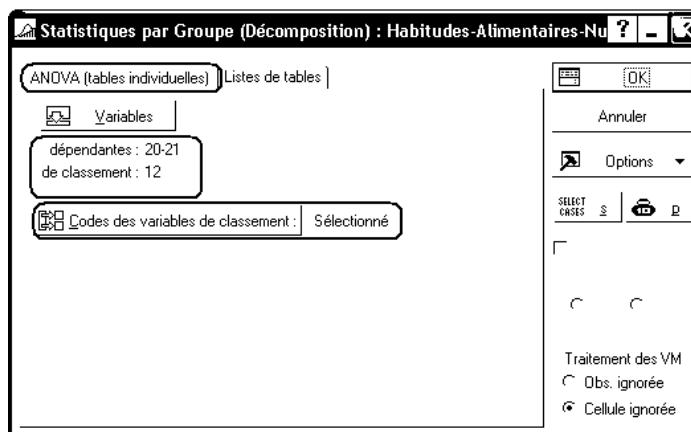 Statistiques par Groupe (Décomposition) : Habitudes-Alimentaires-Nu
ANOVA (tables individuelles) Listes de tables
Variables
dépendantes : 20-21
de classement : 12
Codes des variables de classement : Sélectionné
OK
Annuler
Options
SELECT CASES S D
Traitement des VM
Obs. ignorée
Cellule ignorée